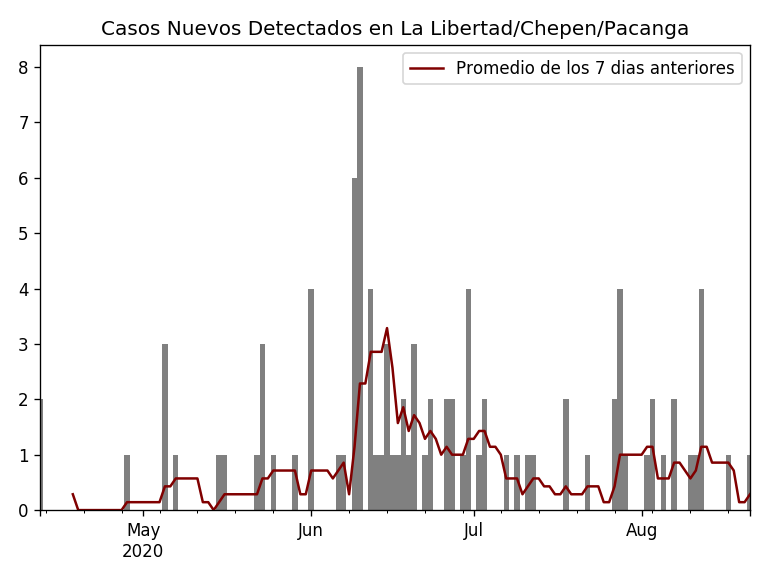 Casos Nuevos Detectados en La Libertad/Chepen/Pacanga
Promedio de los 7 dias anteriores
8
7
6
5
4
3
2
1
0
May
2020
Jun
Jul
Aug